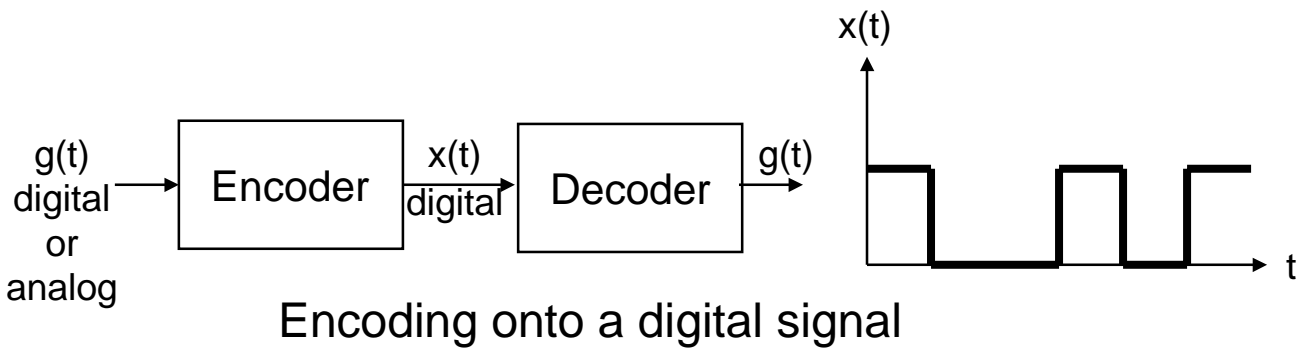 g(t)
digital
or
analog
Encoder
x(t)
digital
Decoder
g(t)
x(t)
t
Encoding onto a digital signal